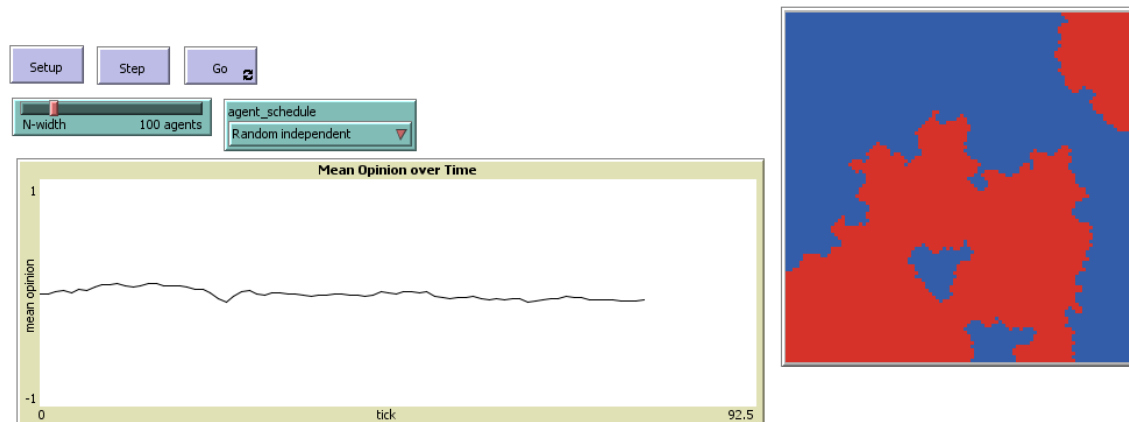 Setup
Step
Go
N-width 100 agents
agent_schedule
Random independent
Mean Opinion over Time
1
mean opinion
-1
0 tick 92.5